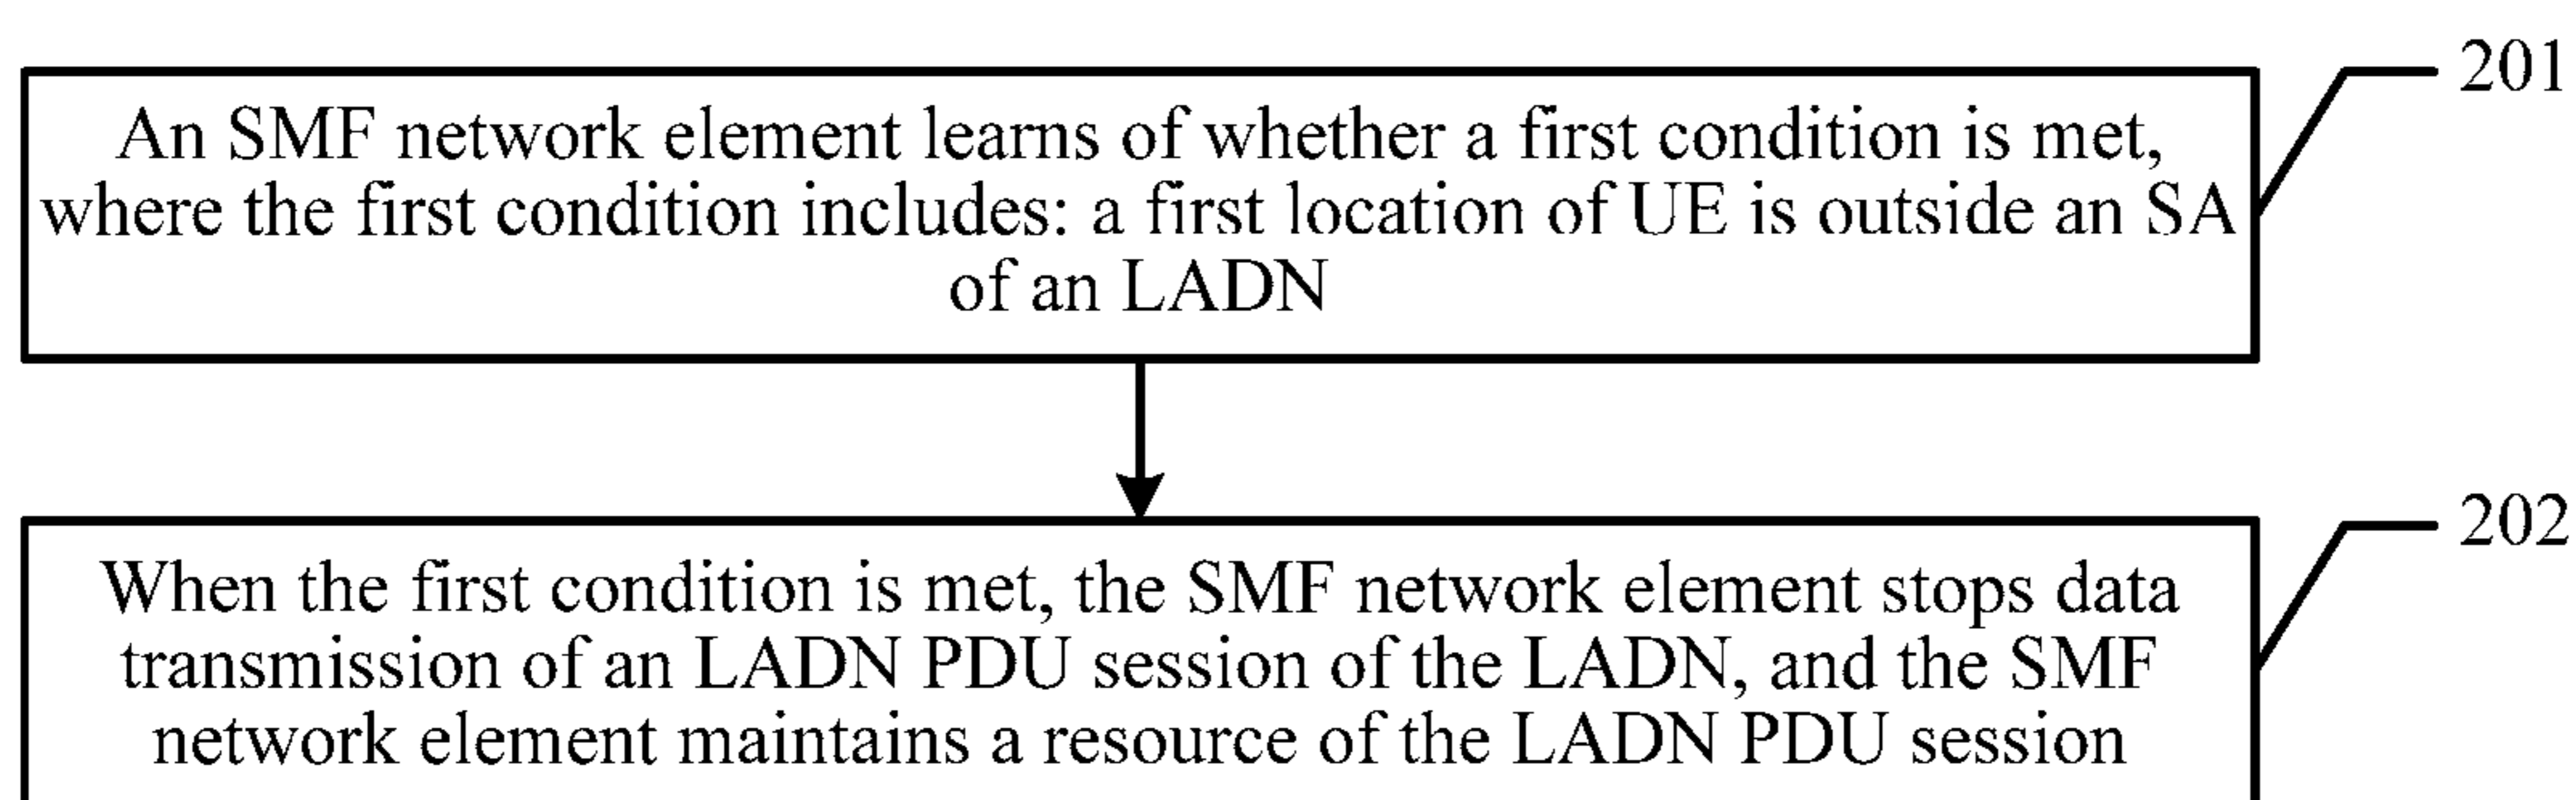 201
An SMF network element learns of whether a first condition is met,
where the first condition includes: a first location of UE is outside an SA
of an LADN
202
When the first condition is met, the SMF network element stops data
transmission of an LADN PDU session of the LADN, and the SMF
network element maintains a resource of the LADN PDU session